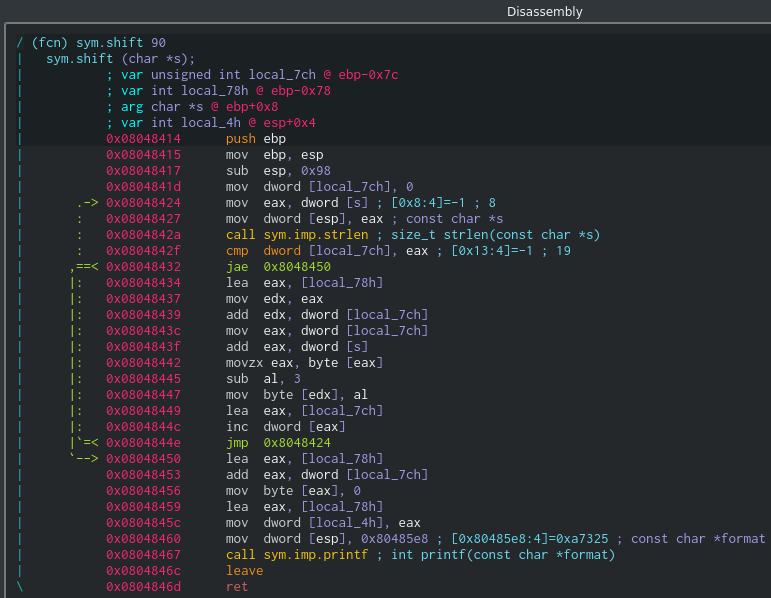 Disassembly
/ (fcn) sym.shift 90
|   sym.shift (char *s);
|           ; var unsigned int local_7ch @ ebp-0x7c
|           ; var int local_78h @ ebp-0x78
|           ; arg char *s @ ebp+0x8
|           ; var int local_4h @ esp+0x4
|           0x08048414      push ebp
|           0x08048415      mov  ebp, esp
|           0x08048417      sub  esp, 0x98
|           0x0804841d      mov  dword [local_7ch], 0
|       .-> 0x08048424      mov  eax, dword [s] ; [0x8:4]=-1 ; 8
|       :   0x08048427      mov  dword [esp], eax ; const char *s
|       :   0x0804842a      call sym.imp.strlen ; size_t strlen(const char *s)
|       :   0x0804842f      cmp  dword [local_7ch], eax ; [0x13:4]=-1 ; 19
|      ,==< 0x08048432      jae  0x8048450
|      |:   0x08048434      lea  eax, [local_78h]
|      |:   0x08048437      mov  edx, eax
|      |:   0x08048439      add  edx, dword [local_7ch]
|      |:   0x0804843c      mov  eax, dword [local_7ch]
|      |:   0x0804843f      add  eax, dword [s]
|      |:   0x08048442      movzx eax, byte [eax]
|      |:   0x08048445      sub  al, 3
|      |:   0x08048447      mov  byte [edx], al
|      |:   0x08048449      lea  eax, [local_7ch]
|      |:   0x0804844c      inc  dword [eax]
|      |`=< 0x0804844e      jmp  0x8048424
|      `--> 0x08048450      lea  eax, [local_78h]
|           0x08048453      add  eax, dword [local_7ch]
|           0x08048456      mov  byte [eax], 0
|           0x08048459      lea  eax, [local_78h]
|           0x0804845c      mov  dword [local_4h], eax
|           0x08048460      mov  dword [esp], 0x80485e8 ; [0x80485e8:4]=0xa7325 ; const char *format
|           0x08048467      call sym.imp.printf ; int printf(const char *format)
|           0x0804846c      leave
\           0x0804846d      ret